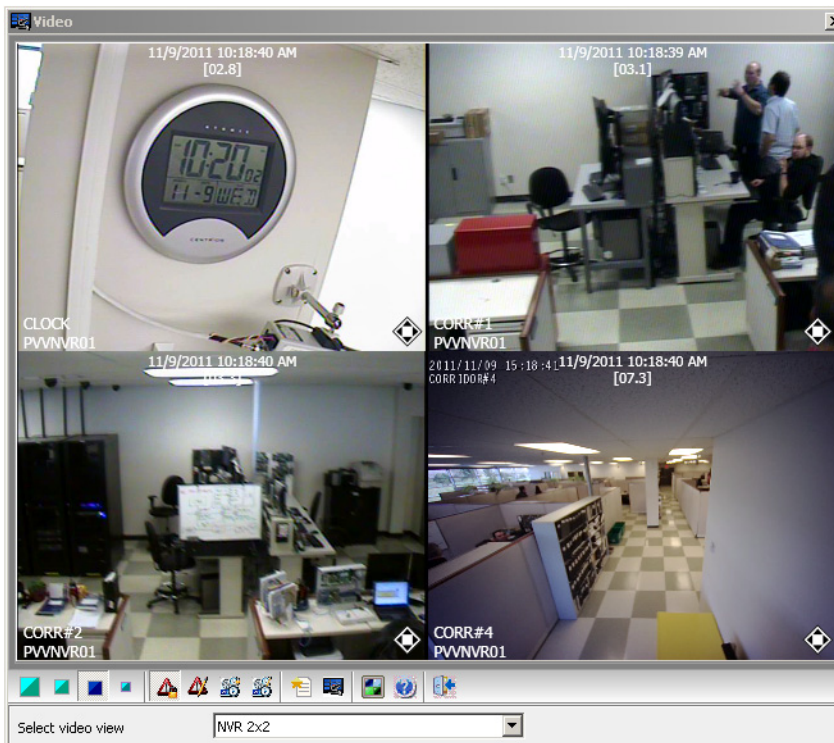 Video
11/9/2011 10:18:40 AM
[02.8]
ATOMIC
10:20 02
11-9 WED
CENTRIUM
CLOCK
PVVNVR01
11/9/2011 10:18:39 AM
[03.1]
CORR#1
PVVNVR01
11/9/2011 10:18:40 AM
CORR#2
PVVNVR01
2011/11/09 15:18:41
CORRIDOR#4
11/9/2011 10:18:40 AM
[07.3]
CORR#4
PVVNVR01
Select video view
NVR 2x2